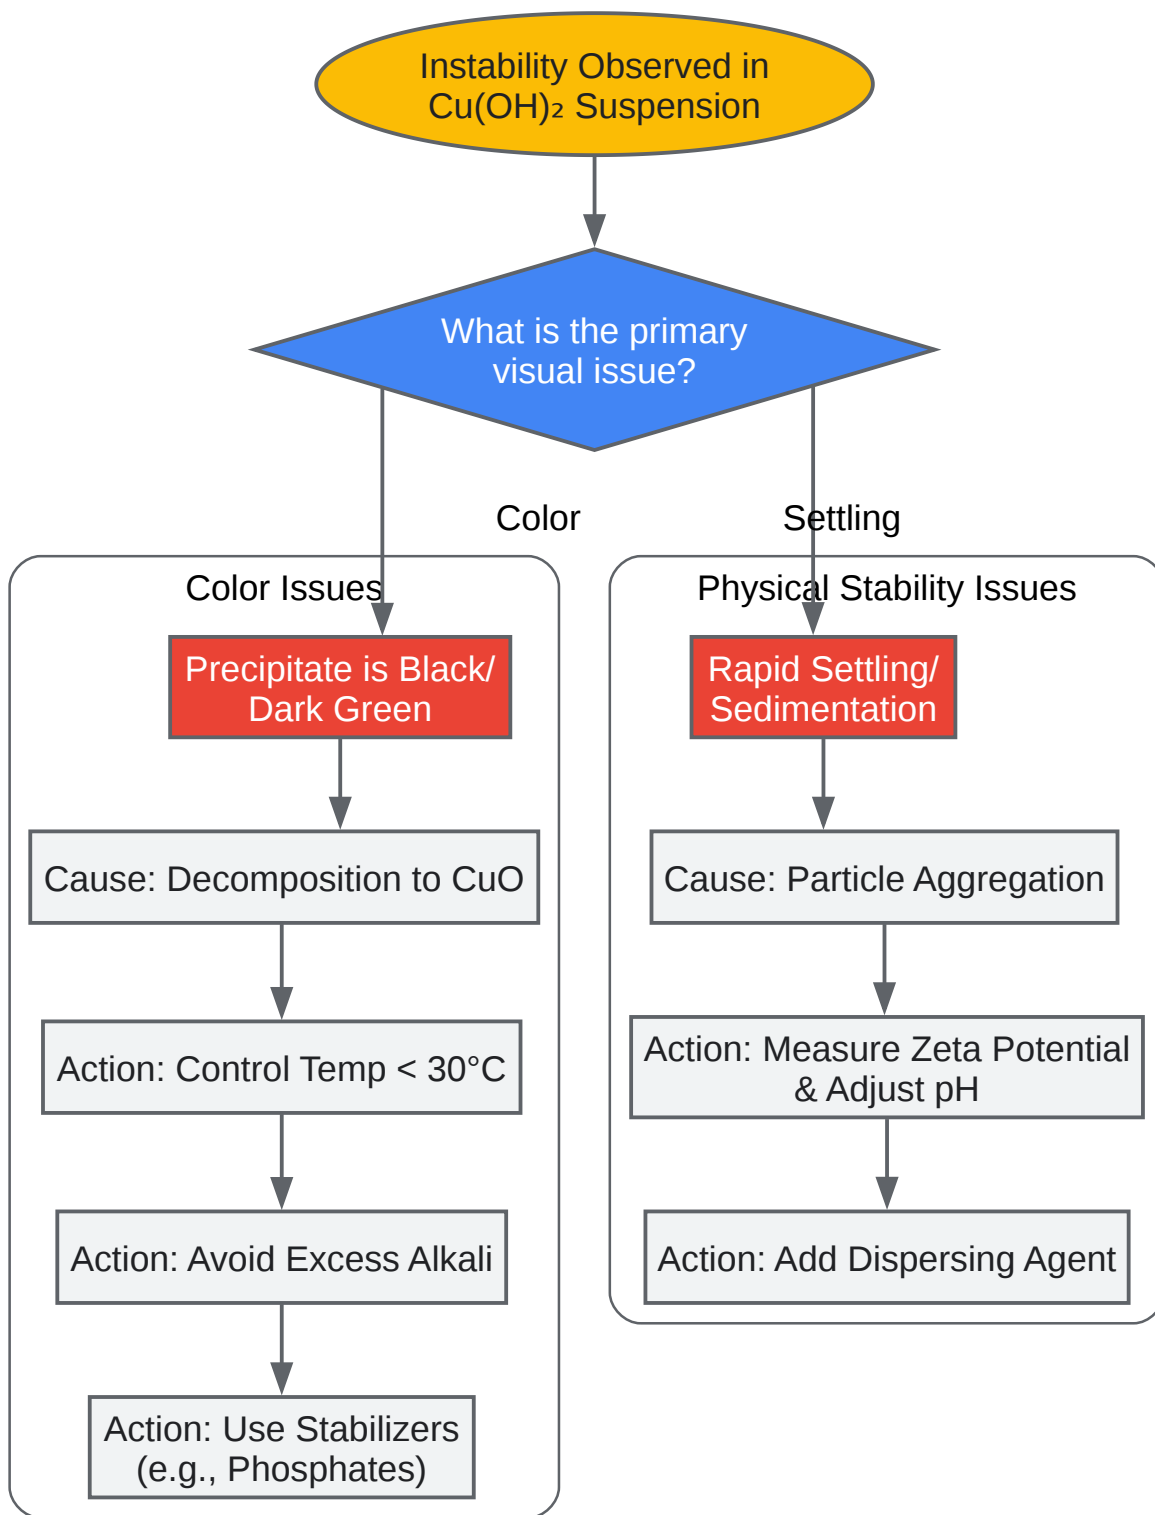 Instability Observed in
Cu(OH)₂ Suspension
What is the primary
visual issue?
Color
Settling
Color Issues
Precipitate is Black/
Dark Green
Cause: Decomposition to CuO
Action: Control Temp < 30°C
Action: Avoid Excess Alkali
Action: Use Stabilizers
(e.g., Phosphates)
Physical Stability Issues
Rapid Settling/
Sedimentation
Cause: Particle Aggregation
Action: Measure Zeta Potential
& Adjust pH
Action: Add Dispersing Agent